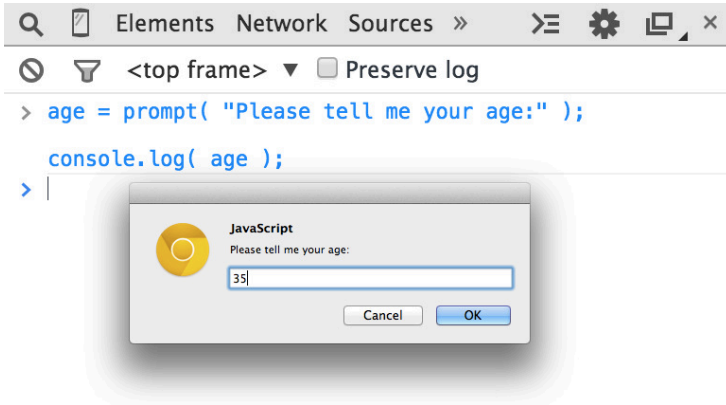 Elements Network Sources »
<top frame> ▼ Preserve log
> age = prompt( "Please tell me your age:" );
console.log( age );
>
JavaScript
Please tell me your age:
35
Cancel OK